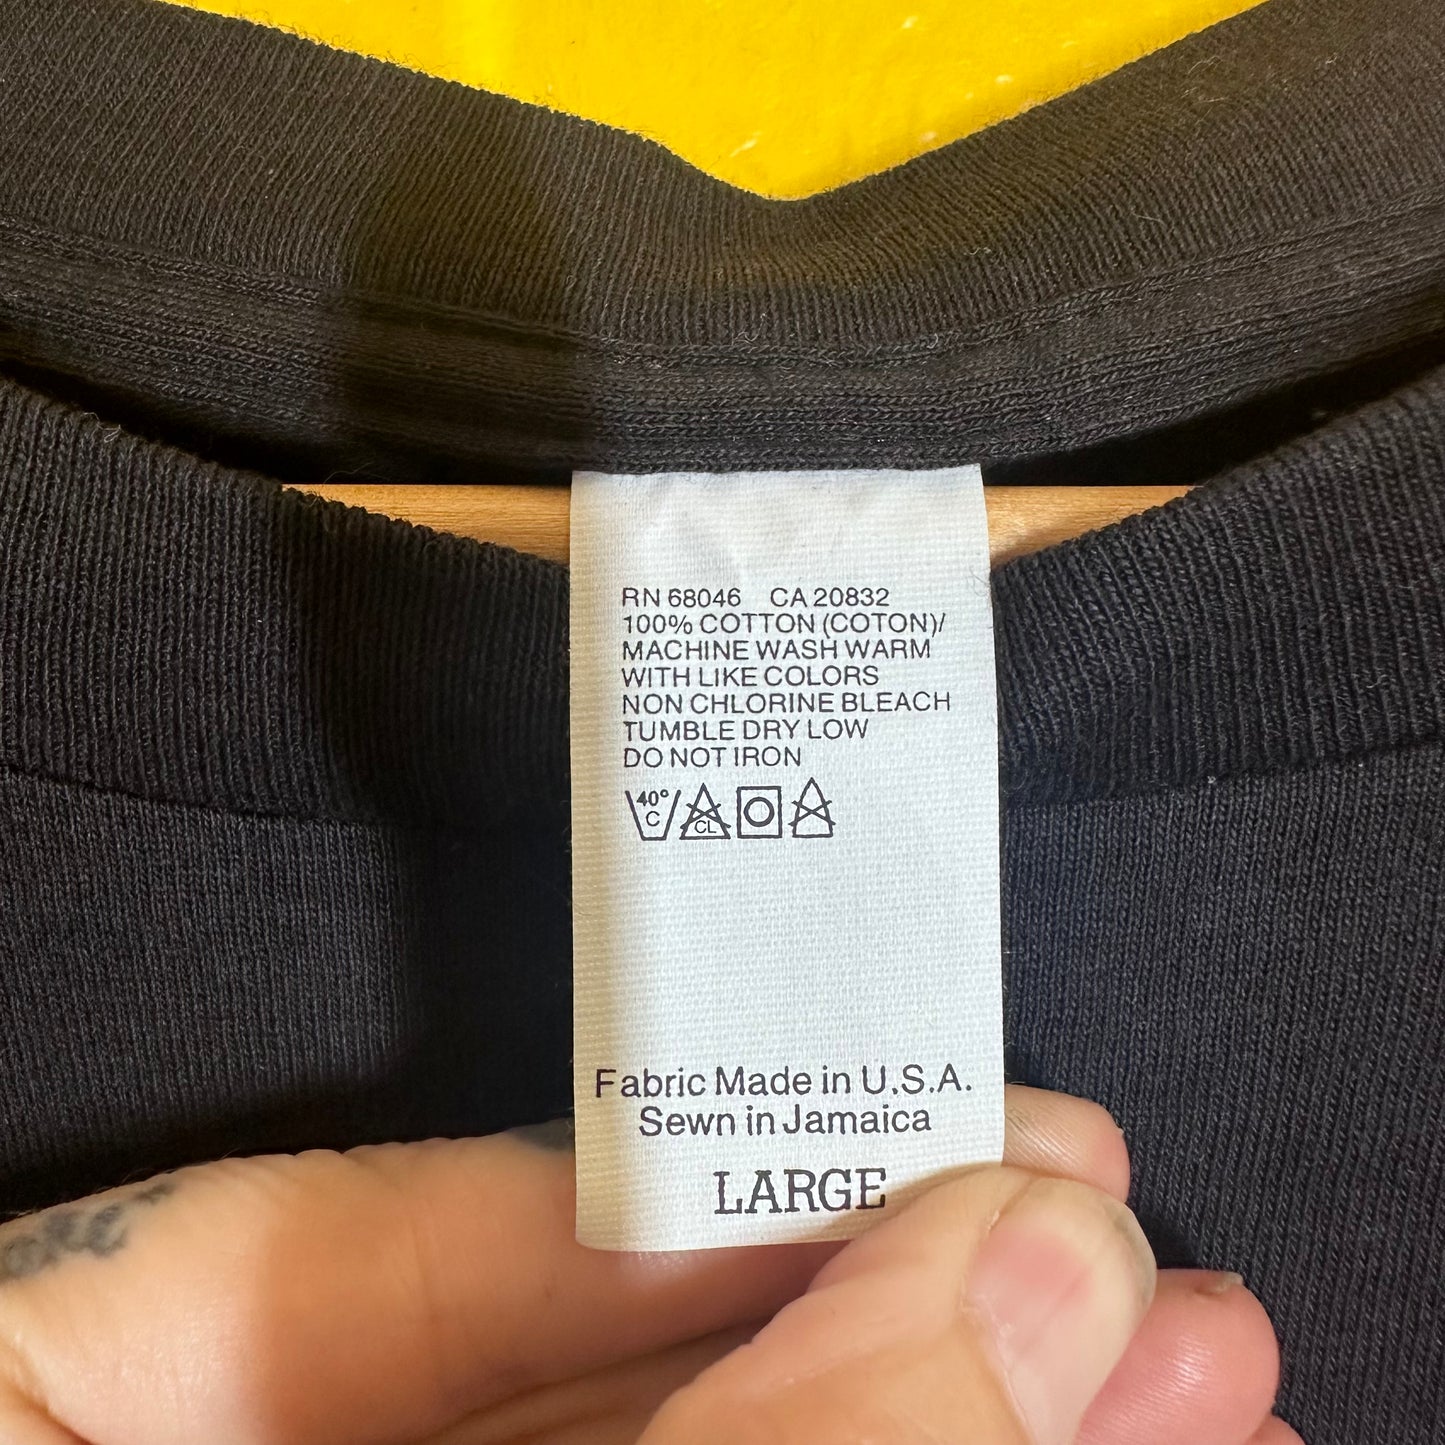 RN 68046 CA 20832
100% COTTON (COTON)/
MACHINE WASH WARM
WITH LIKE COLORS
NON CHLORINE BLEACH
TUMBLE DRY LOW
DO NOT IRON
40° C CL
Fabric Made in U.S.A.
Sewn in Jamaica
LARGE